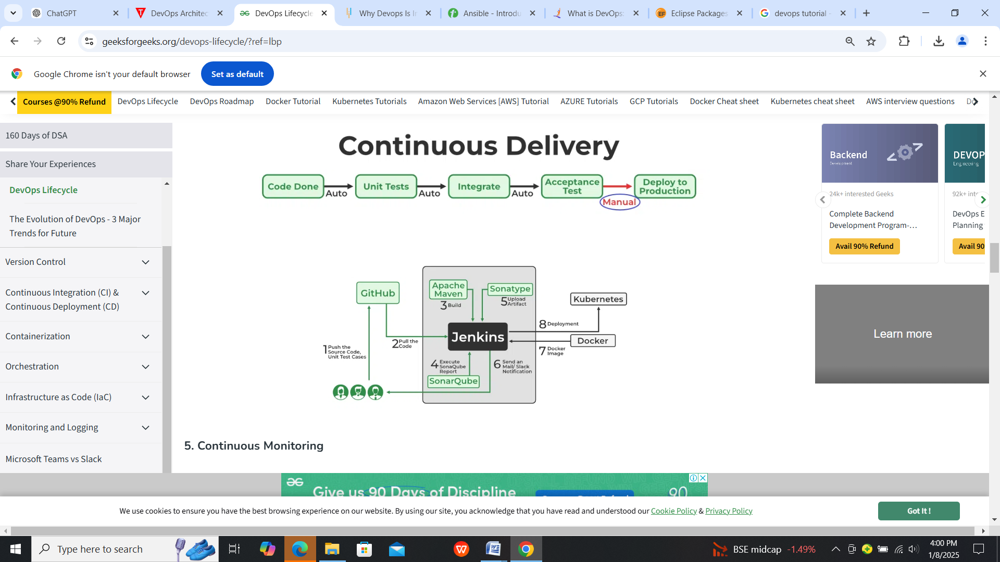 ChatGPT
DevOps Architec
DevOps Lifecycle
Why Devops Is In
Ansible - Introdu
What is DevOps:
Eclipse Packages
devops tutorial -
geeksforgeeks.org/devops-lifecycle/?ref=lbp
Google Chrome isn't your default browser
Set as default
Courses @90% Refund
DevOps Lifecycle
DevOps Roadmap
Docker Tutorial
Kubernetes Tutorials
Amazon Web Services [AWS] Tutorial
AZURE Tutorials
GCP Tutorials
Docker Cheat sheet
Kubernetes cheat sheet
AWS interview questions
160 Days of DSA
Share Your Experiences
DevOps Lifecycle
The Evolution of DevOps - 3 Major
Trends for Future
Version Control
Continuous Integration (CI) &
Continuous Deployment (CD)
Containerization
Orchestration
Infrastructure as Code (IaC)
Monitoring and Logging
Microsoft Teams vs Slack
Continuous Delivery
Code Done
Auto
Unit Tests
Auto
Integrate
Auto
Acceptance
Test
Manual
Deploy to
Production
GitHub
Apache
Maven
3 Build
Sonatype
5 Upload
Artifact
Kubernetes
8 Deployment
Jenkins
Docker
7 Docker
Image
2 Pull the
Code
1 Push the
Source Code,
Unit Test Cases
4 Execute
SonaQube
Report
6 Send an
Mail/ Slack
Notification
SonarQube
5. Continuous Monitoring
Backend
Development
24k+ interested Geeks
Complete Backend
Development Program-...
Avail 90% Refund
DEVOP
Engineering
92k+ inte
DevOps E
Planning
Avail 90
Learn more
Give us 90 Days of Discipline
90
We use cookies to ensure you have the best browsing experience on our website. By using our site, you acknowledge that you have read and understood our Cookie Policy & Privacy Policy
Got It !
Type here to search
BSE midcap -1.49%
4:00 PM
1/8/2025